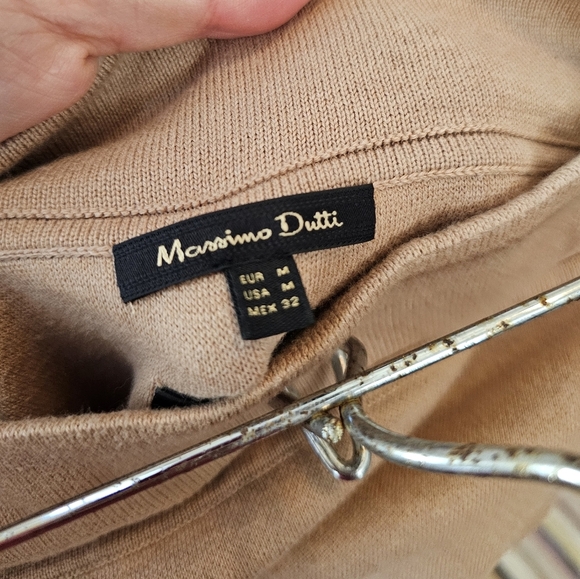 Massimo Dutti
EUR M
USA M
MEX 32